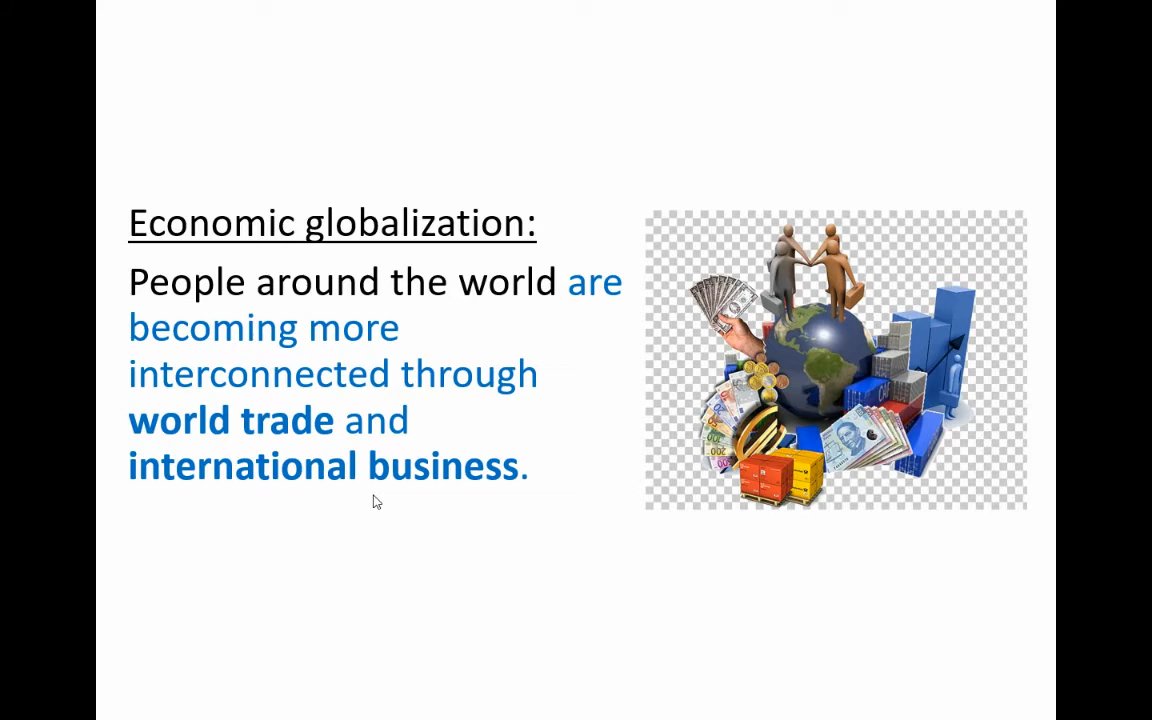 Economic globalization:
People around the world are
becoming more
interconnected through
world trade and
international business.